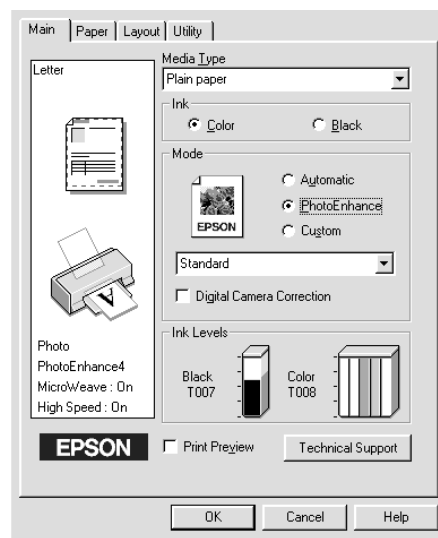 Main Paper Layout Utility
Letter
Media Type
Plain paper
Ink
Color Black
Mode
EPSON
Automatic
PhotoEnhance
Custom
Standard
Digital Camera Correction
A
Photo
PhotoEnhance4
MicroWeave : On
High Speed : On
Ink Levels
Black
T007
Color
T008
EPSON
Print Preview
Technical Support
OK Cancel Help